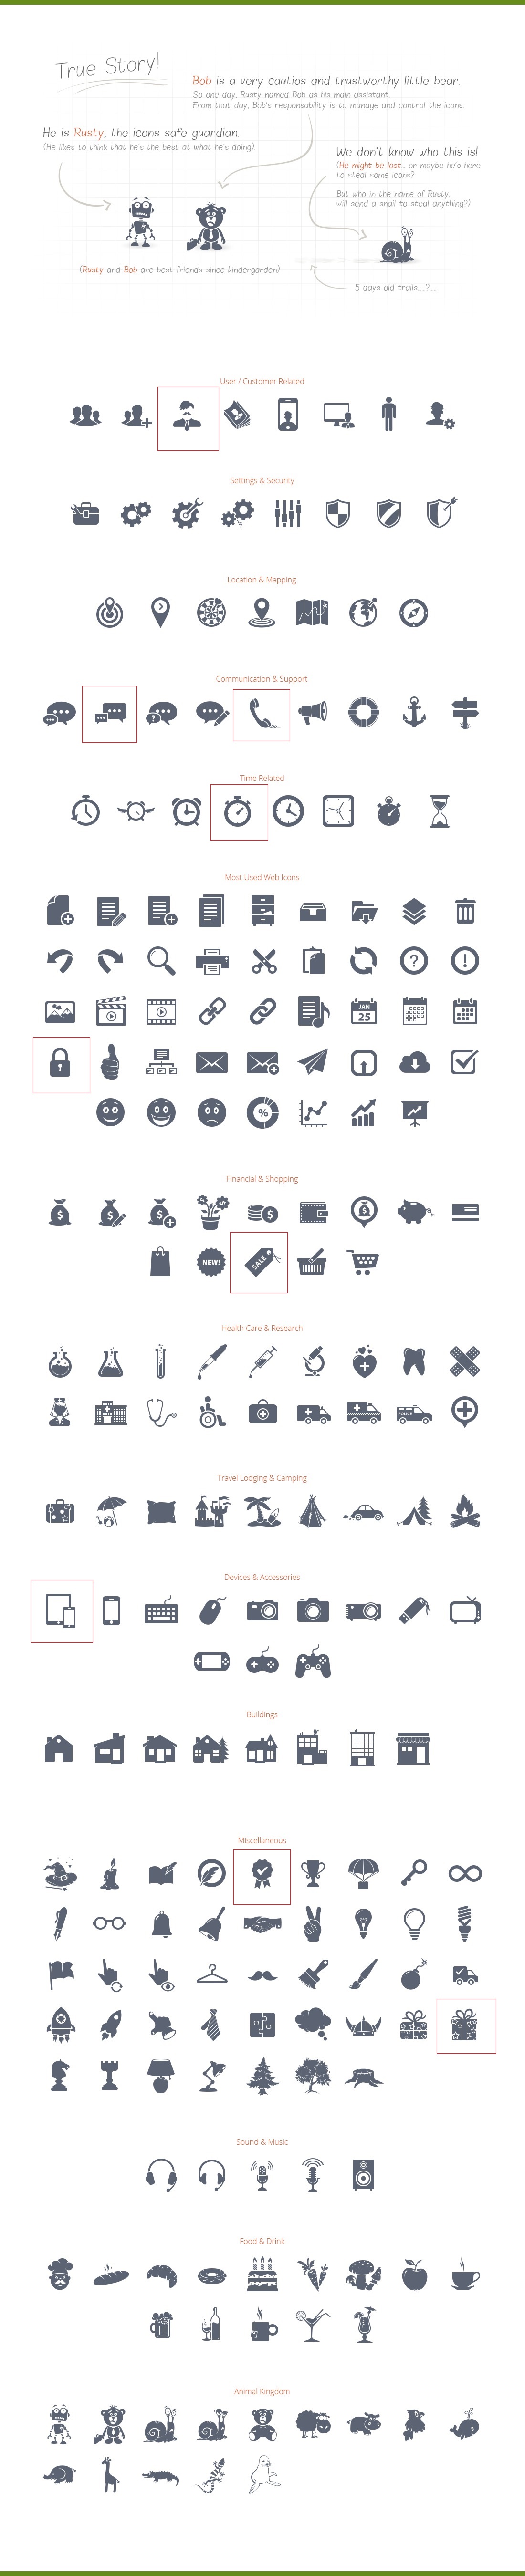 True Story!
Bob is a very cautios and trustworthy little bear.
So one day, Rusty named Bob as his main assistant.
From that day, Bob's responsability is to manage and control the icons.
He is Rusty, the icons safe guardian.
(He likes to think that he's the best at what he's doing).
We don't know who this is!
(He might be lost.. or maybe he's here
to steal some icons?
But who in the name of Rusty,
will send a snail to steal anything?)
(Rusty and Bob are best friends since kindergarden)
5 days old trails....?....
User / Customer Related
Settings & Security
Location & Mapping
Communication & Support
?
Time Related
Most Used Web Icons
? !
JAN
25
%
Financial & Shopping
$ $ $ $ $
NEW! SALE
Health Care & Research
POLICE
Travel Lodging & Camping
Devices & Accessories
Buildings
Miscellaneous
Sound & Music
Food & Drink
Animal Kingdom